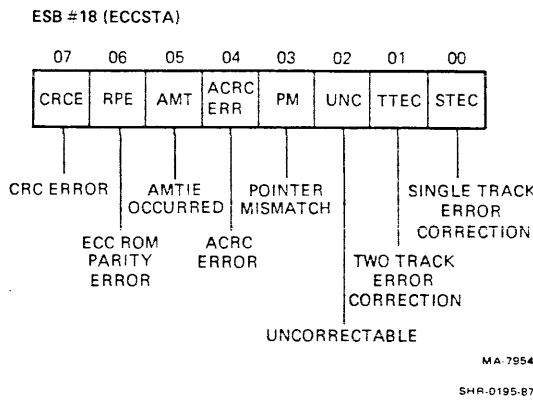 ESB #18 (ECCSTA)
07 06 05 04 03 02 01 00
CRCE RPE AMT ACRC ERR PM UNC TTEC STEC
CRC ERROR
AMTIE
OCCURRED
POINTER
MISMATCH
SINGLE TRACK
ERROR
CORRECTION
ECC ROM
PARITY
ERROR
ACRC
ERROR
TWO TRACK
ERROR
CORRECTION
UNCORRECTABLE
MA-7954
SHR-0195-87